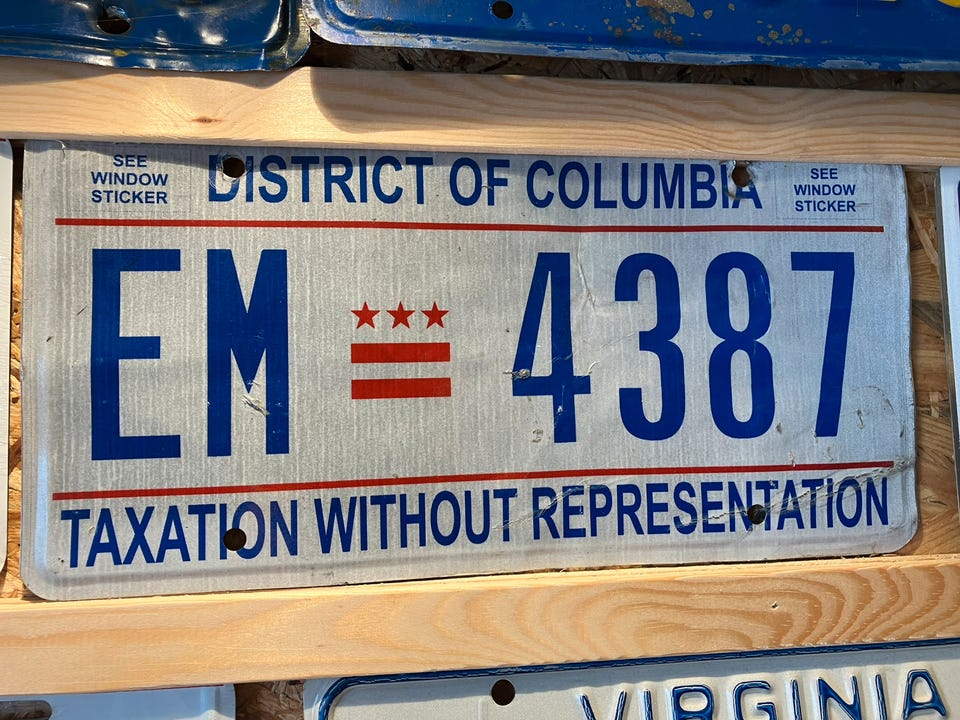 SEE WINDOW STICKER
DISTRICT OF COLUMBIA
SEE WINDOW STICKER
EM 4387
TAXATION WITHOUT REPRESENTATION
VIRGINIA